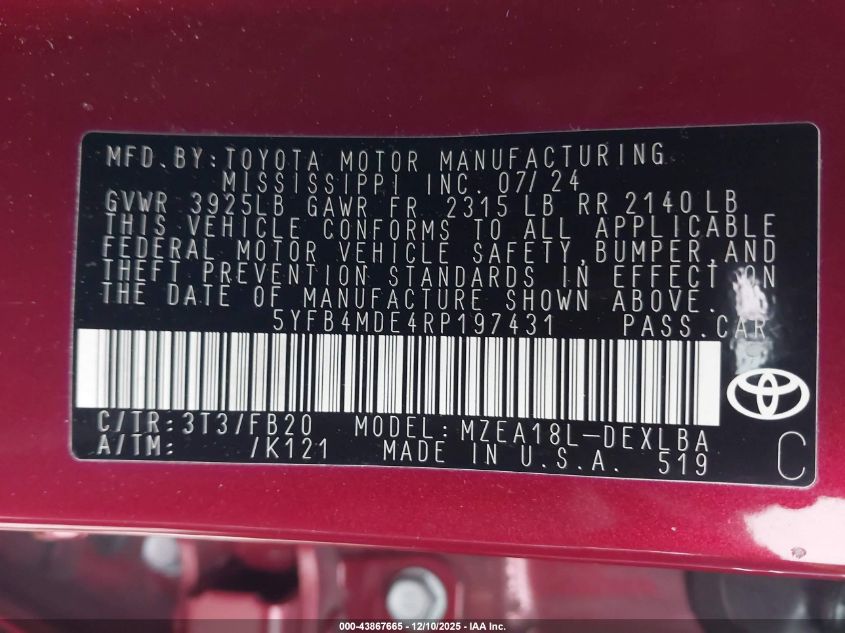 MFD. BY: TOYOTA MOTOR MANUFACTURING
MISSISSIPPI INC. 07/24
GVWR 3925LB GAWR FR 2315 LB RR 2140 LB
THIS VEHICLE CONFORMS TO ALL APPLICABLE
FEDERAL MOTOR VEHICLE SAFETY, BUMPER, AND
THEFT PREVENTION STANDARDS IN EFFECT ON
THE DATE OF MANUFACTURE SHOWN ABOVE.
5YFB4MDE4RP197431 PASS. CAR
C/TR: 3T3/FB20 MODEL: MZEA18L-DEXLBA
A/TM: /K121 MADE IN U.S.A. 519
C
000-43867665 - 12/10/2025 - IAA Inc.